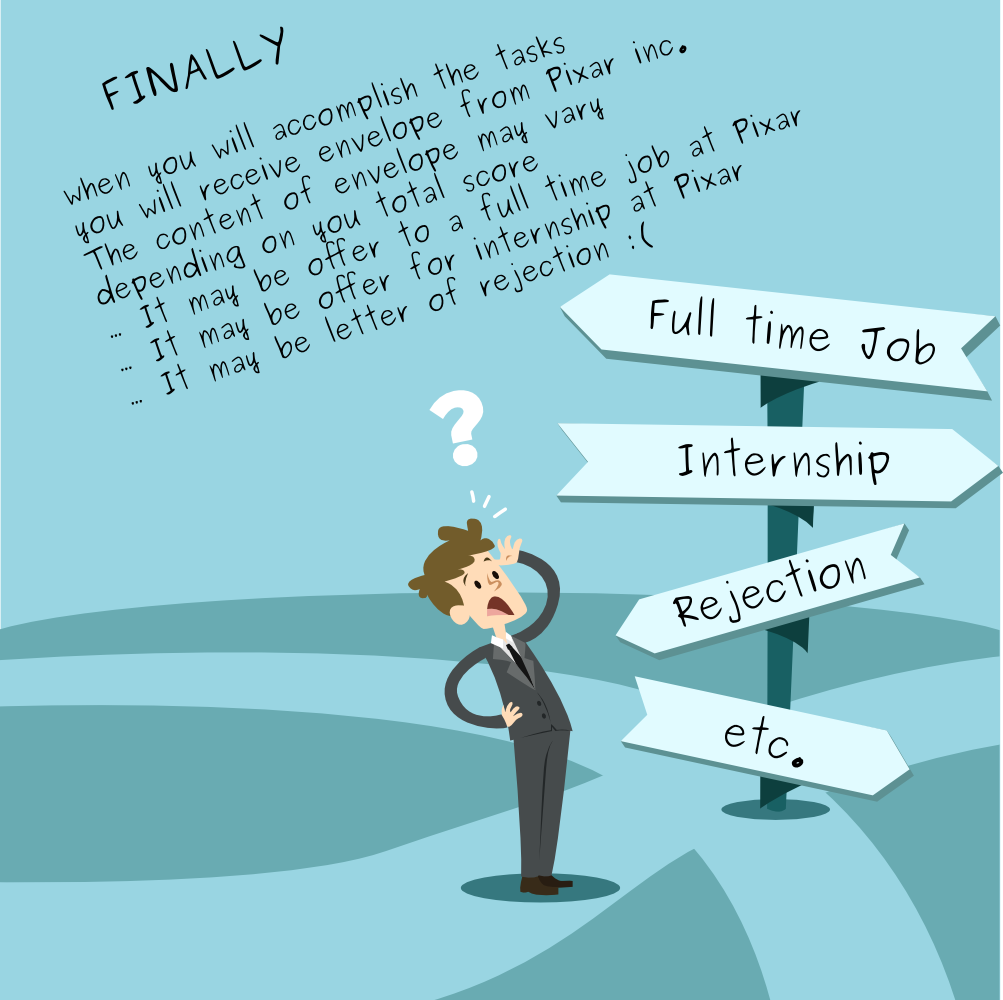 FINALLY
when you will accomplish the tasks
you will receive envelope from Pixar inc.
The content of envelope may vary
depending on you total score
... It may be offer to a full time job at Pixar
... It may be offer for internship at Pixar
... It may be letter of rejection :(
?
Full time Job
Internship
Rejection
etc.